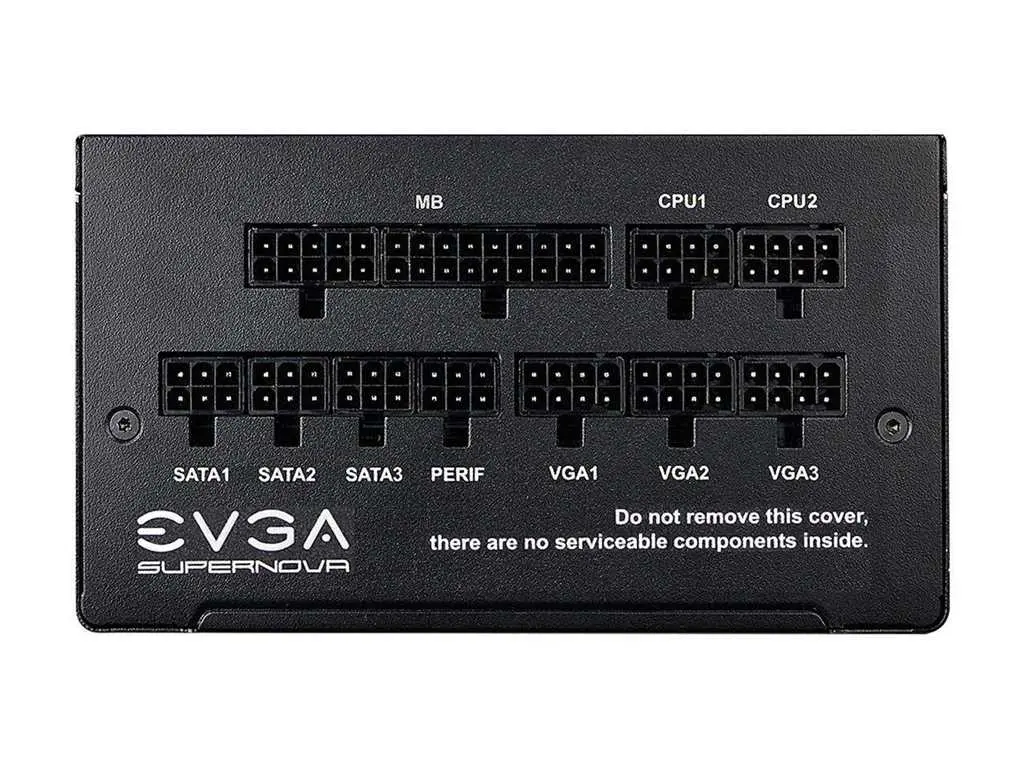 MB CPU1 CPU2
SATA1 SATA2 SATA3 PERIF VGA1 VGA2 VGA3
EVGA
SUPERNOVA
Do not remove this cover,
there are no serviceable components inside.